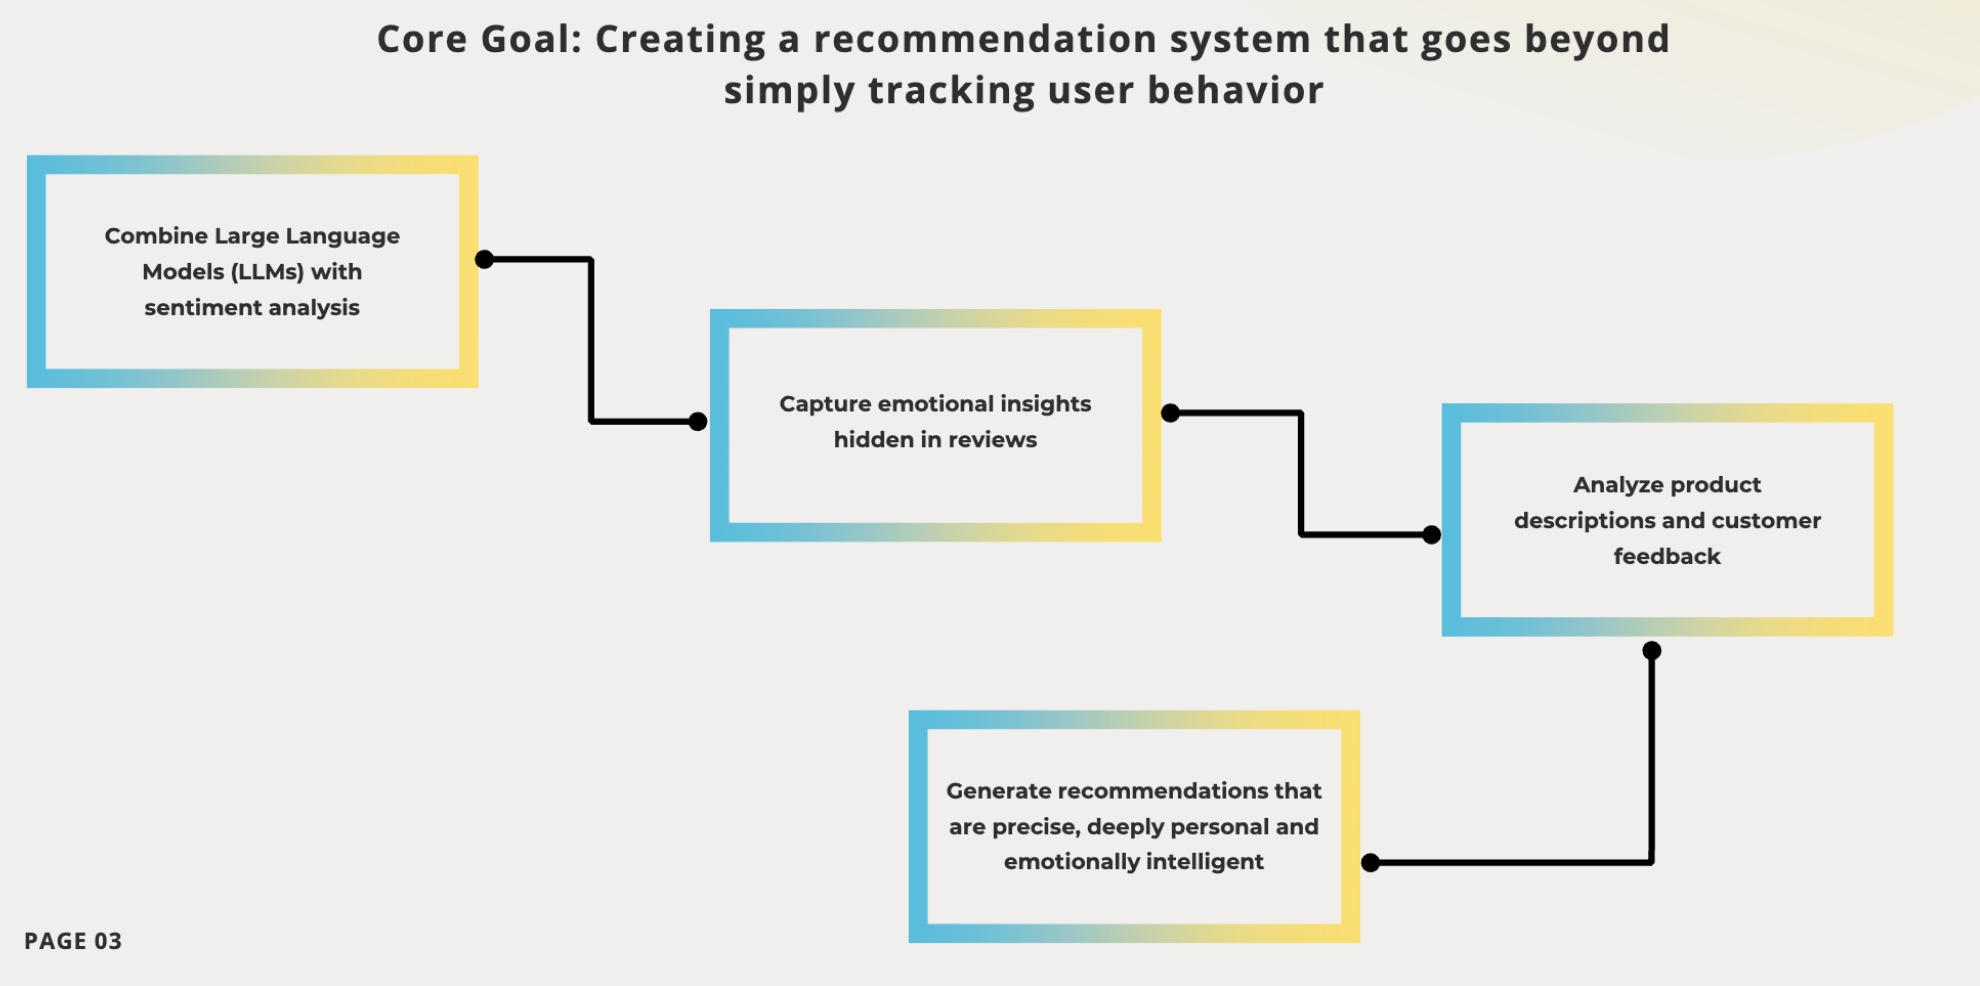 Core Goal: Creating a recommendation system that goes beyond
simply tracking user behavior
Combine Large Language
Models (LLMs) with
sentiment analysis
Capture emotional insights
hidden in reviews
Analyze product
descriptions and customer
feedback
Generate recommendations that
are precise, deeply personal and
emotionally intelligent
PAGE 03